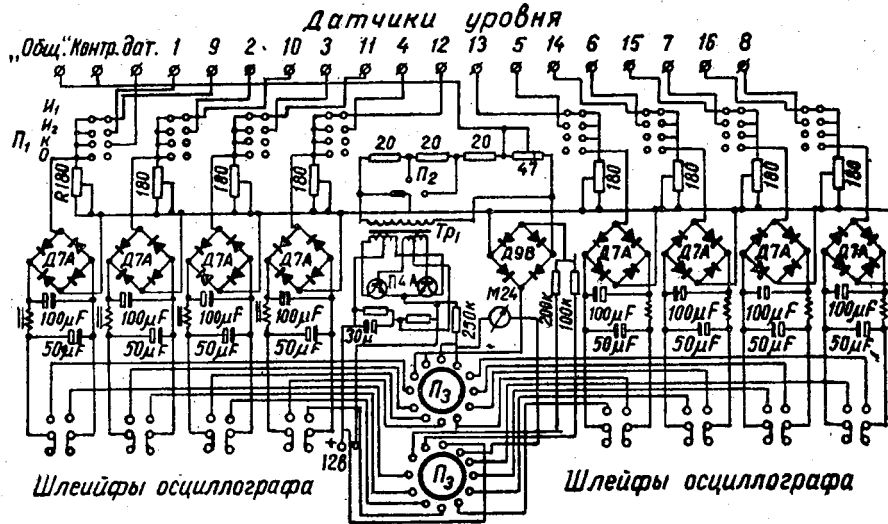 Датчики уровня
„Общ." Контр. дат. 1 9 2 10 3 11 4 12 13 5 14 6 15 7 16 8
И₁
И₂
П₁ К
0
20 20 20
П₂ 47
R180 180 180 180 180 180 180 180
Тр₁
Д7А Д7А Д7А Д7А Д9В Д7А Д7А Д7А Д7А
П4А
М24
200к 100к
100μF 100μF 100μF 100μF 250к 100μF 100μF 100μF 100μF
30μ
50μF 50μF 50μF 50μF 50μF 50μF 50μF 50μF
П₃
+
12в
П₃
Шлейфы осциллографа Шлейфы осциллографа